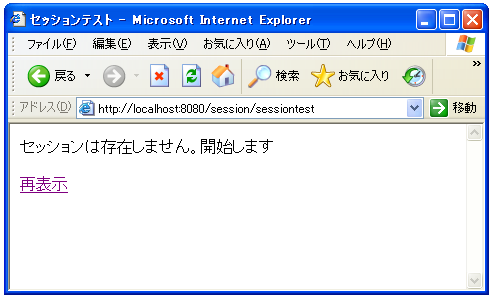 セッションテスト - Microsoft Internet Explorer
ファイル(F) 編集(E) 表示(V) お気に入り(A) ツール(T) ヘルプ(H)
戻る 検索 お気に入り »
アドレス(D) http://localhost:8080/session/sessiontest 移動
セッションは存在しません。開始します
再表示